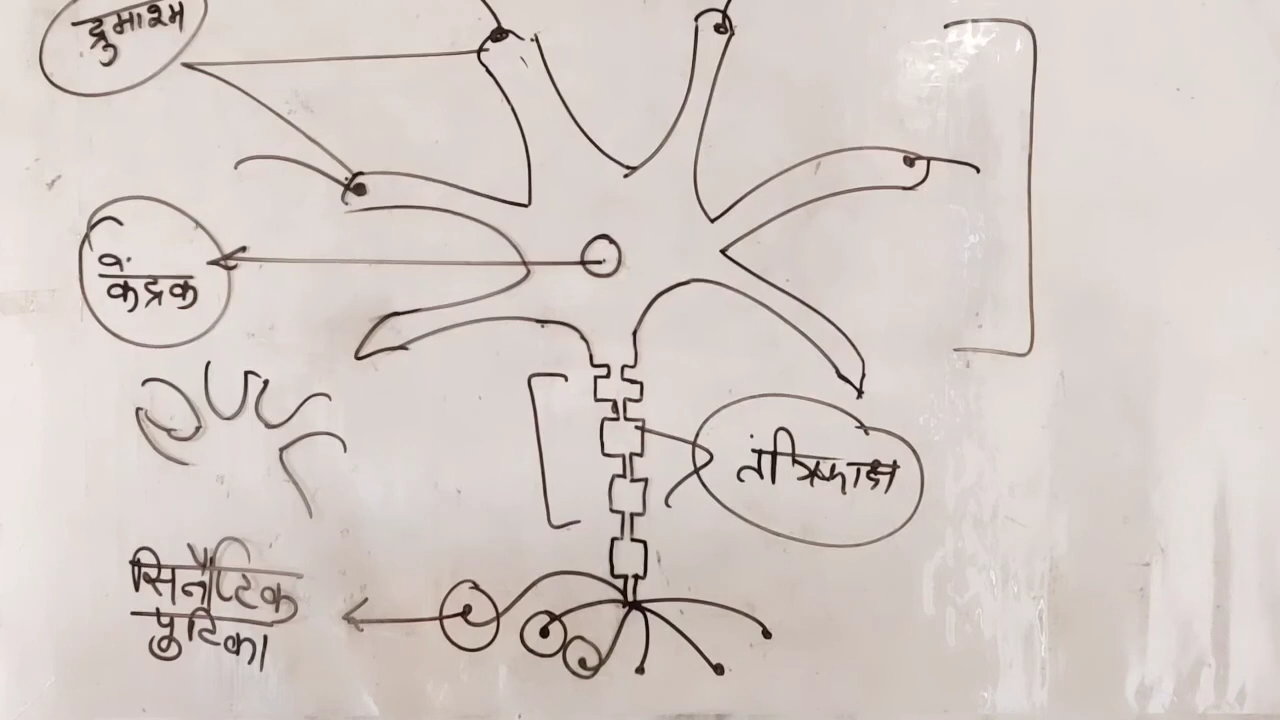 द्रुमाश्म
केंद्रक
तंत्रिकाक्ष
सिनैप्टिक
पुटिका